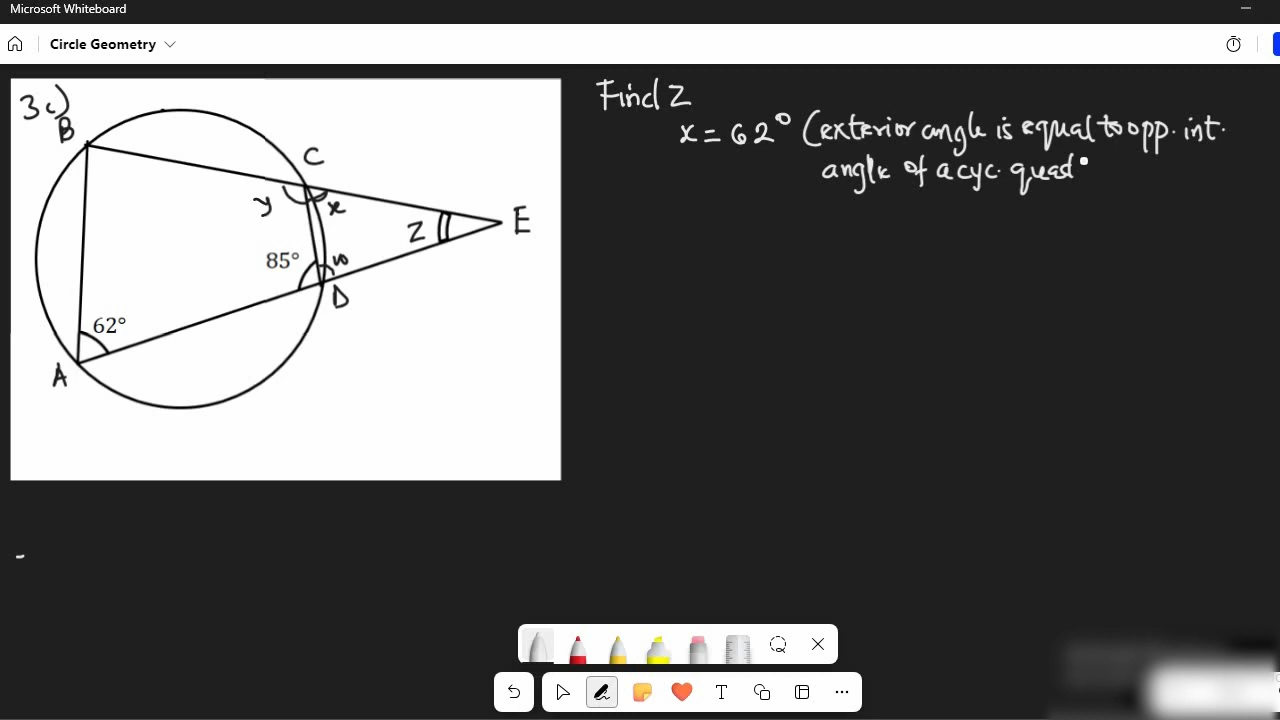 Microsoft Whiteboard
Circle Geometry
3c)
B
C
y
x
E
Z
85°
w
D
62°
A
Find Z
x = 62° (exterior angle is equal to opp. int.
angle of a cyc. quad
T